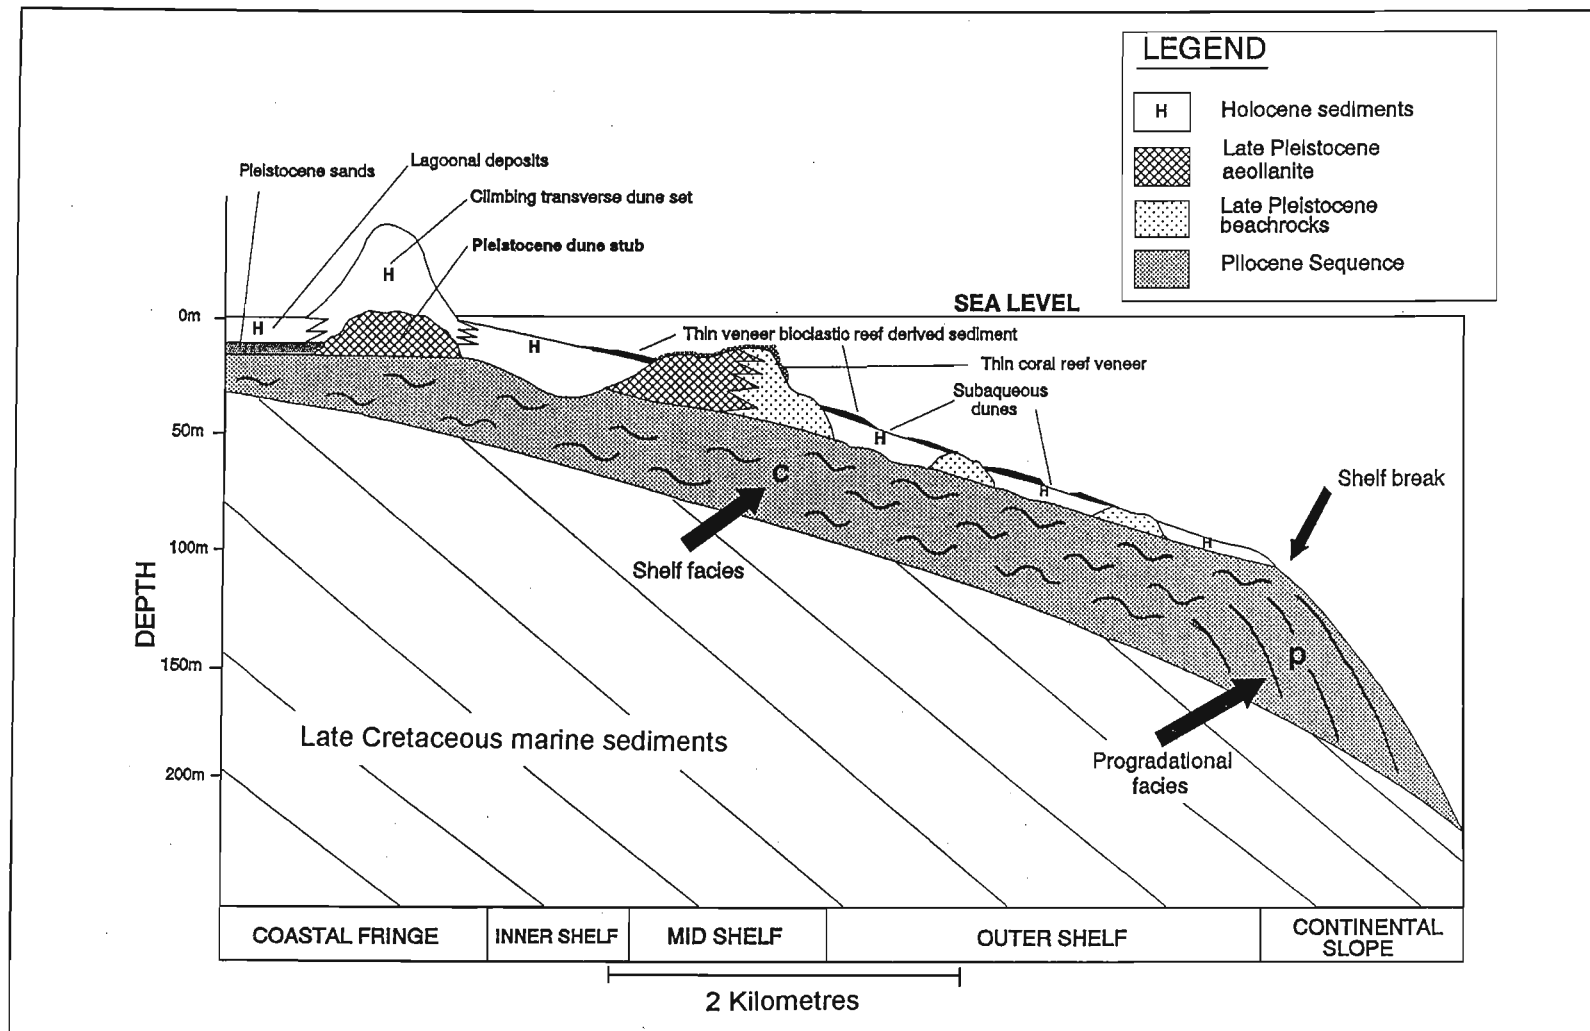 LEGEND
H Holocene sediments
Late Pleistocene
aeollanite
Late Pleistocene
beachrocks
Pliocene Sequence
Pleistocene sands
Lagoonal deposits
Climbing transverse dune set
Pleistocene dune stub
H
SEA LEVEL
0m
H
H
Thin veneer bioclastic reef derived sediment
Thin coral reef veneer
Subaqueous
dunes
50m
H
C
H
Shelf break
100m
H
Shelf facies
DEPTH
150m
p
Late Cretaceous marine sediments
Progradational
facies
200m
COASTAL FRINGE
INNER SHELF
MID SHELF
OUTER SHELF
CONTINENTAL
SLOPE
2 Kilometres